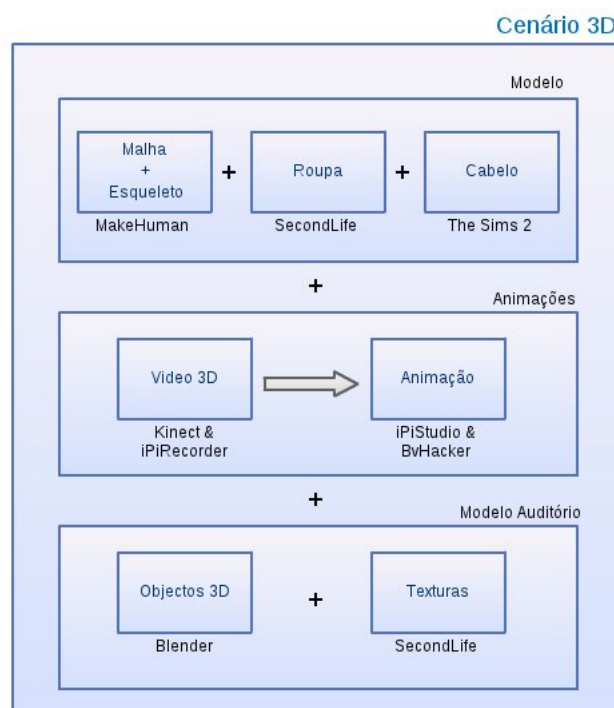 Cenário 3D
Modelo
Malha
+
Esqueleto
+
Roupa
+
Cabelo
MakeHuman
SecondLife
The Sims 2
+
Animações
Video 3D
Animação
Kinect &
iPiRecorder
iPiStudio &
BvHacker
+
Modelo Auditório
Objectos 3D
+
Texturas
Blender
SecondLife